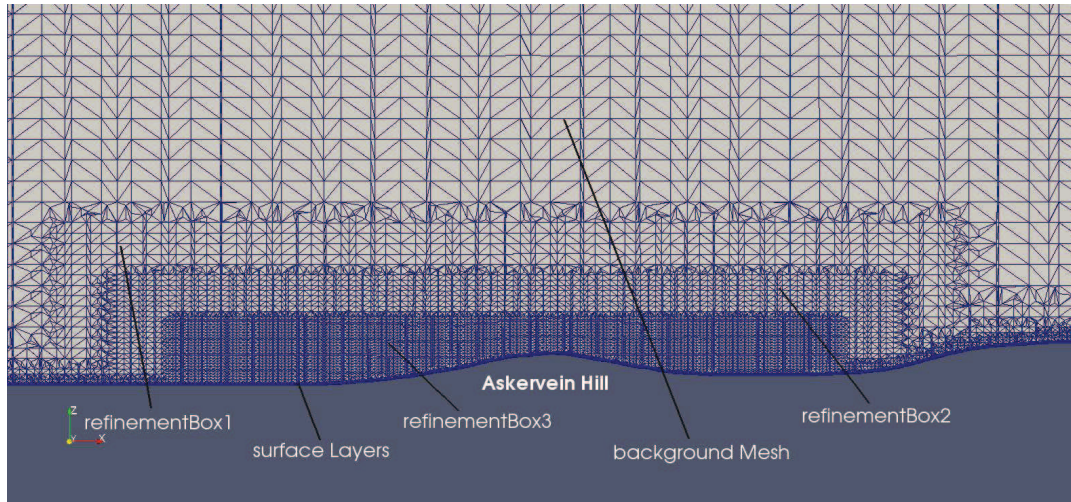 Askervein Hill
refinementBox1
refinementBox3
refinementBox2
surface Layers
background Mesh
Z
Y
X